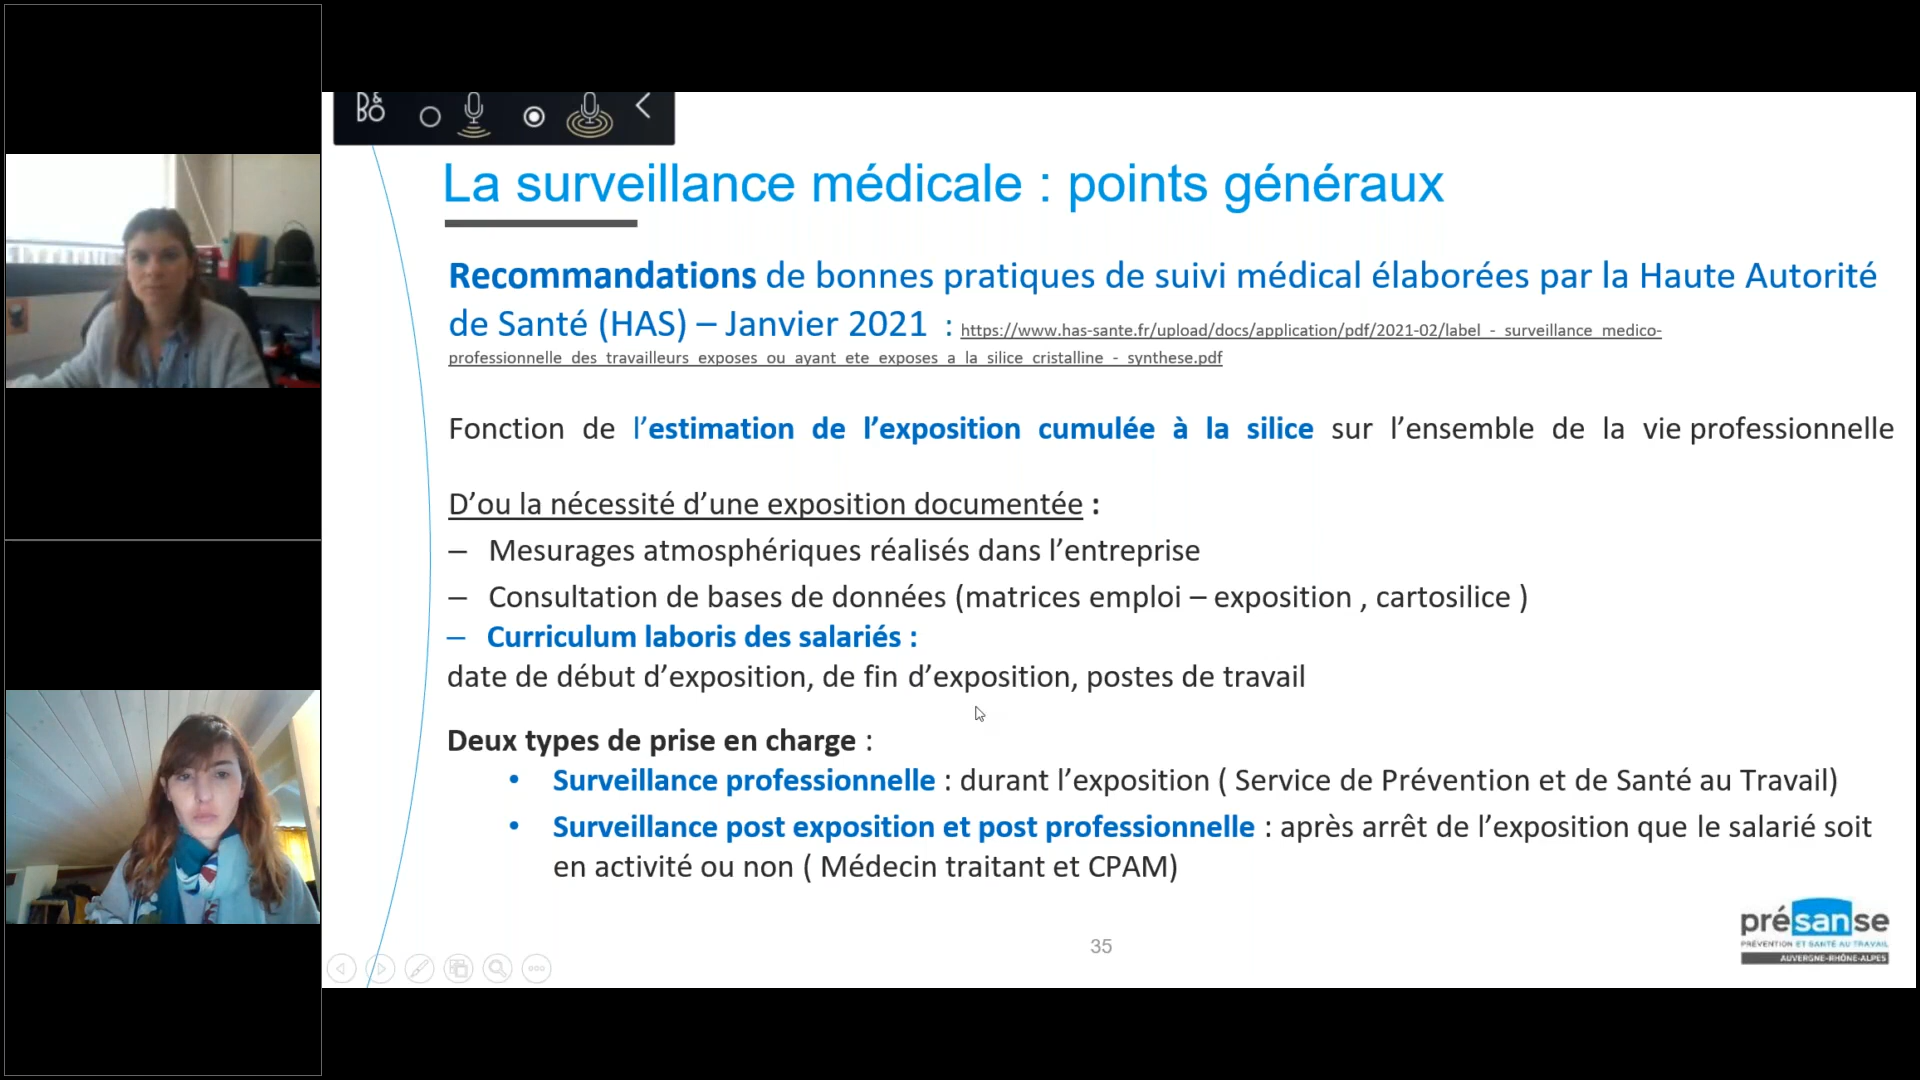 B&O
La surveillance médicale : points généraux
Recommandations de bonnes pratiques de suivi médical élaborées par la Haute Autorité
de Santé (HAS) – Janvier 2021 : https://www.has-sante.fr/upload/docs/application/pdf/2021-02/label_-_surveillance_medico-
professionnelle_des_travailleurs_exposes_ou_ayant_ete_exposes_a_la_silice_cristalline_-_synthese.pdf
Fonction de l’estimation de l’exposition cumulée à la silice sur l’ensemble de la vie professionnelle
D’ou la nécessité d’une exposition documentée :
– Mesurages atmosphériques réalisés dans l’entreprise
– Consultation de bases de données (matrices emploi – exposition , cartosilice )
– Curriculum laboris des salariés :
date de début d’exposition, de fin d’exposition, postes de travail
Deux types de prise en charge :
• Surveillance professionnelle : durant l’exposition ( Service de Prévention et de Santé au Travail)
• Surveillance post exposition et post professionnelle : après arrêt de l’exposition que le salarié soit
en activité ou non ( Médecin traitant et CPAM)
présanse
PRÉVENTION ET SANTÉ AU TRAVAIL
AUVERGNE-RHÔNE-ALPES
35